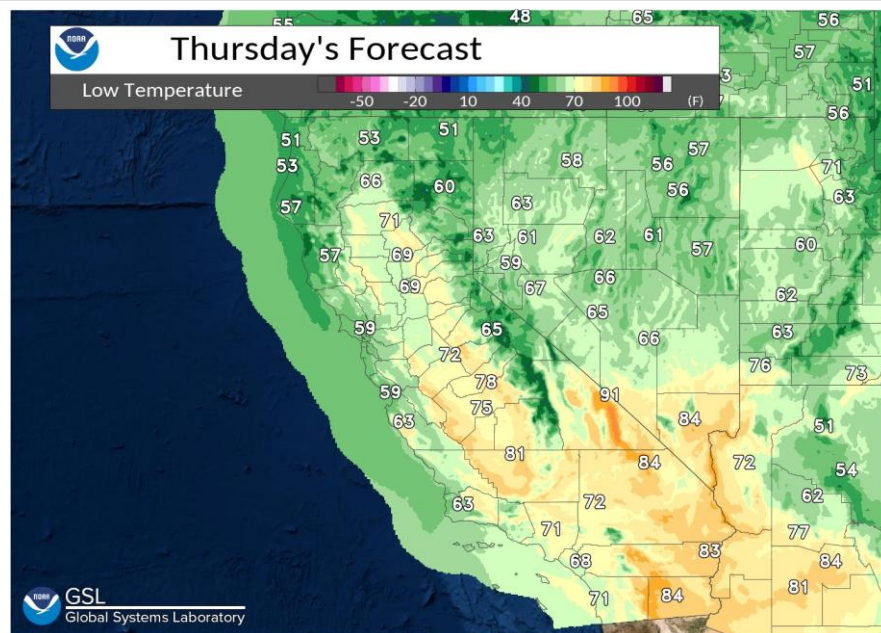 55 48 65 56
NOAA
Thursday's Forecast
57
Low Temperature
-50 -20 10 40 70 100 (F)
51
56
51 53 51 57
53 66 60 58 56 71
57 71 63 56 63
57 69 63 61 62 61 57 60
69 59 67 66 62
59 65 65 66 63
72 76 73
59 78 91
63 75 84 51
81 84 72 54
63 72 62
71 77
68 83 84
71 84 81
NOAA
GSL
Global Systems Laboratory